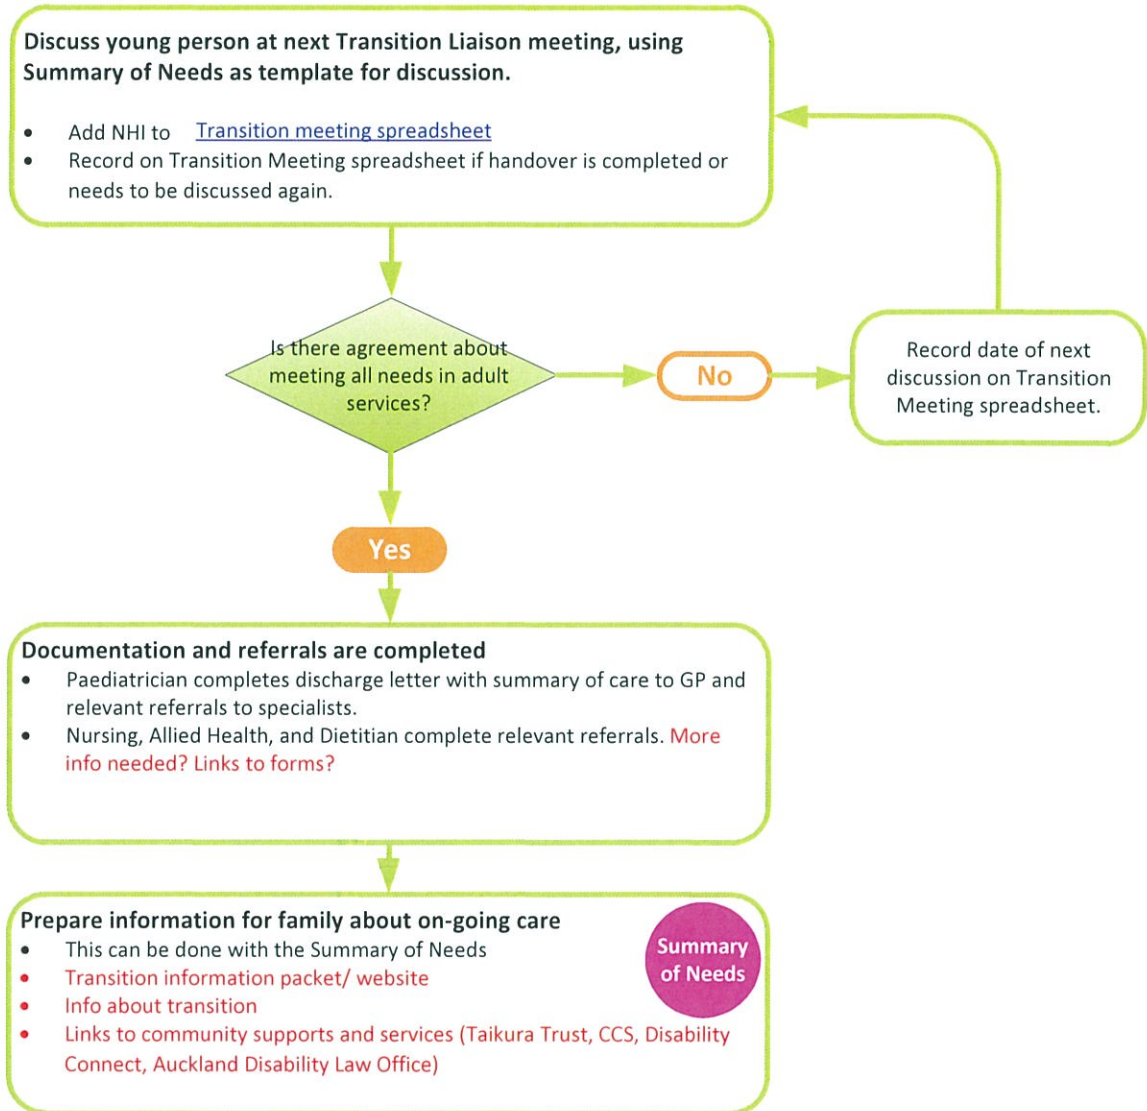 Discuss young person at next Transition Liaison meeting, using
Summary of Needs as template for discussion.
• Add NHI to Transition meeting spreadsheet
• Record on Transition Meeting spreadsheet if handover is completed or
needs to be discussed again.
Is there agreement about
meeting all needs in adult
services?
No
Record date of next
discussion on Transition
Meeting spreadsheet.
Yes
Documentation and referrals are completed
• Paediatrician completes discharge letter with summary of care to GP and
relevant referrals to specialists.
• Nursing, Allied Health, and Dietitian complete relevant referrals. More
info needed? Links to forms?
Prepare information for family about on-going care
• This can be done with the Summary of Needs
• Transition information packet/ website
• Info about transition
• Links to community supports and services (Taikura Trust, CCS, Disability
Connect, Auckland Disability Law Office)
Summary
of Needs